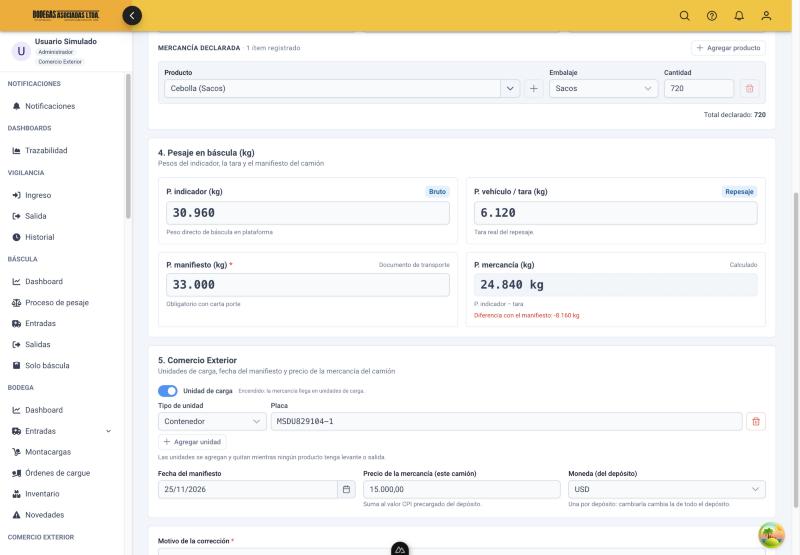 BODEGAS ASOCIADAS LTDA.
U
Usuario Simulado
Administrador
Comercio Exterior
NOTIFICACIONES
Notificaciones
DASHBOARDS
Trazabilidad
VIGILANCIA
Ingreso
Salida
Historial
BÁSCULA
Dashboard
Proceso de pesaje
Entradas
Salidas
Solo báscula
BODEGA
Dashboard
Entradas
Montacargas
Órdenes de cargue
Inventario
Novedades
COMERCIO EXTERIOR
MERCANCÍA DECLARADA · 1 ítem registrado
Agregar producto
Producto
Embalaje
Cantidad
Cebolla (Sacos)
Sacos
720
Total declarado: 720
4. Pesaje en báscula (kg)
Pesos del indicador, la tara y el manifiesto del camión
P. indicador (kg)
Bruto
30.960
Peso directo de báscula en plataforma
P. vehículo / tara (kg)
Repesaje
6.120
Tara real del repesaje.
P. manifiesto (kg) *
Documento de transporte
33.000
Obligatorio con carta porte
P. mercancía (kg)
Calculado
24.840 kg
P. indicador − tara
Diferencia con el manifiesto: -8.160 kg
5. Comercio Exterior
Unidades de carga, fecha del manifiesto y precio de la mercancía del camión
Unidad de carga
Encendido: la mercancía llega en unidades de carga.
Tipo de unidad
Placa
Contenedor
MSDU829104-1
Agregar unidad
Las unidades se agregan y quitan mientras ningún producto tenga levante o salida.
Fecha del manifiesto
Precio de la mercancía (este camión)
Moneda (del depósito)
25/11/2026
15.000,00
USD
Suma al valor CPI precargado del depósito.
Una por depósito: cambiarla cambia la de todo el depósito.
Motivo de la corrección *